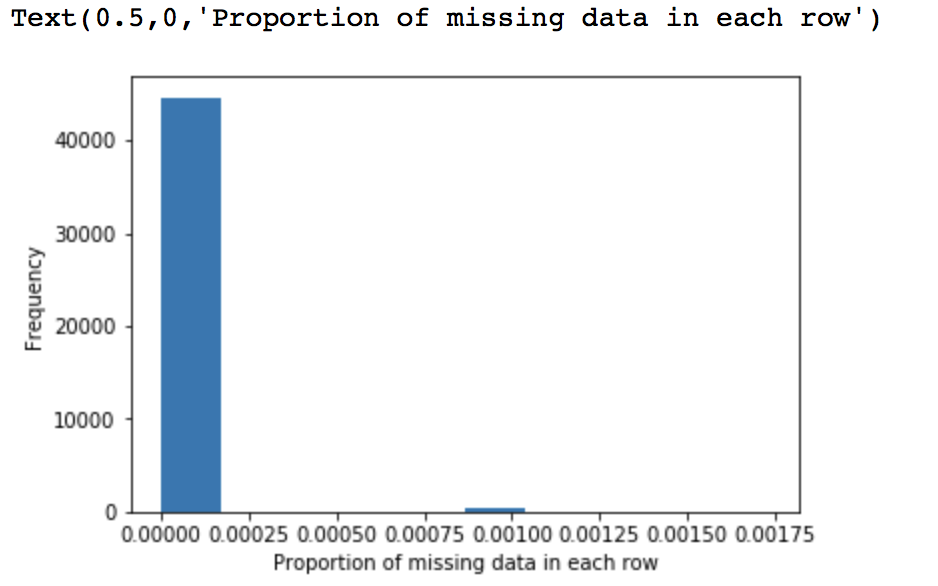 Text(0.5,0,'Proportion of missing data in each row')
40000
30000
20000
10000
0
Frequency
0.00000 0.00025 0.00050 0.00075 0.00100 0.00125 0.00150 0.00175
Proportion of missing data in each row